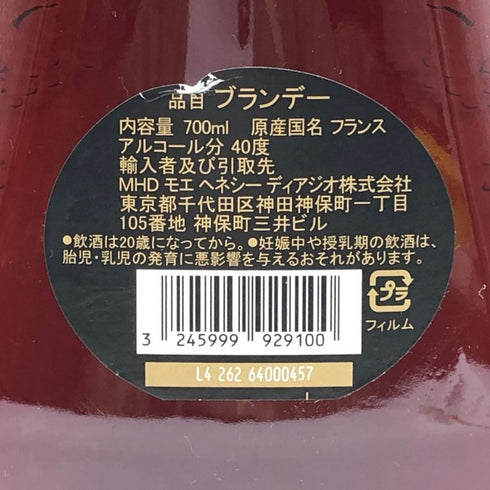 品目 ブランデー
内容量 700ml 原産国名 フランス
アルコール分 40度
輸入者及び引取先
MHD モエ ヘネシー ディアジオ株式会社
東京都千代田区神田神保町一丁目
105番地 神保町三井ビル
●飲酒は20歳になってから。●妊娠中や授乳期の飲酒は、
胎児・乳児の発育に悪影響を与えるおそれがあります。
プラ
フィルム
3 245999 929100
L4 262 64000457